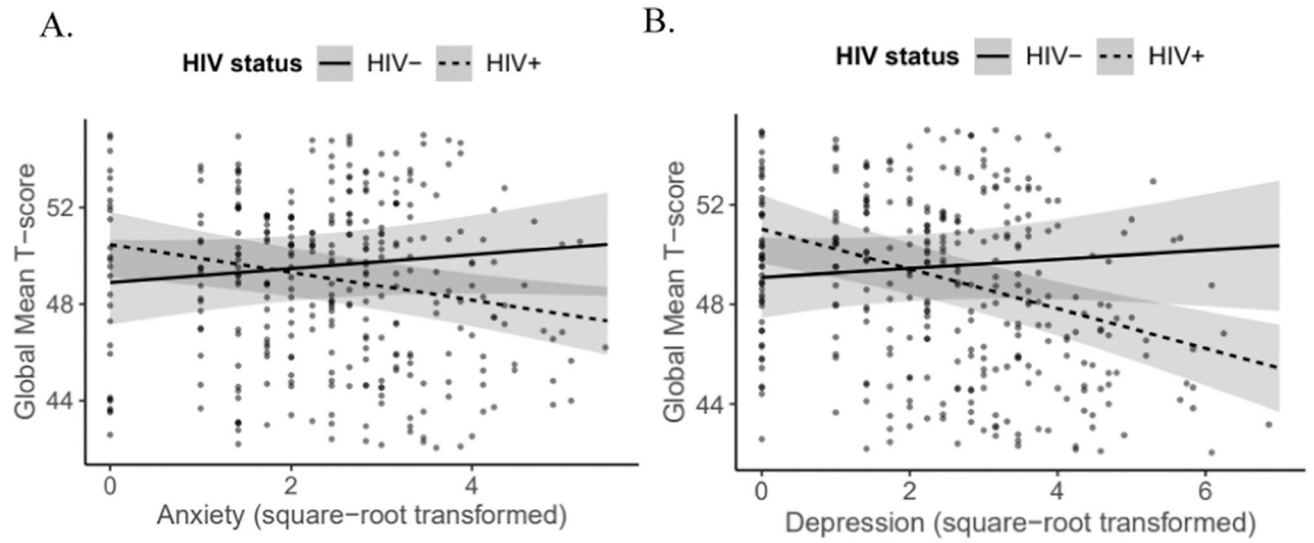 A.
HIV status HIV− HIV+
Global Mean T−score
52
48
44
0 2 4
Anxiety (square−root transformed)
B.
HIV status HIV− HIV+
Global Mean T−score
52
48
44
0 2 4 6
Depression (square−root transformed)